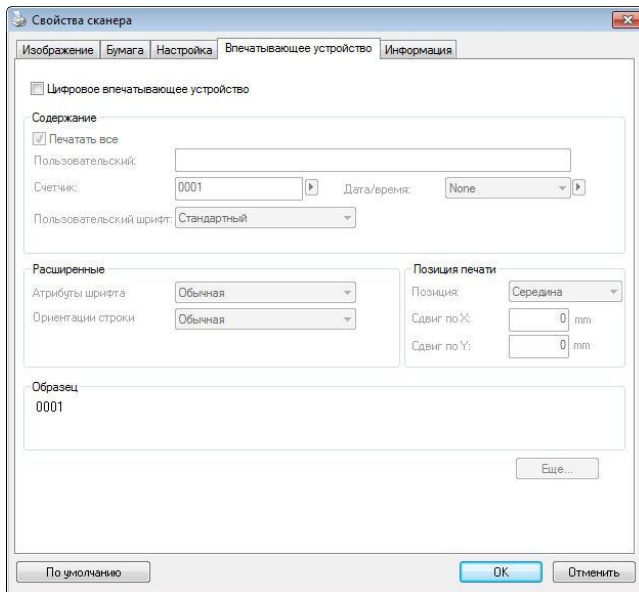 Свойства сканера
Изображение Бумага Настройка Впечатывающее устройство Информация
Цифровое впечатывающее устройство
Содержание
Печатать все
Пользовательский:
Счетчик: 0001 Дата/время: None
Пользовательский шрифт: Стандартный
Расширенные Позиция печати
Атрибуты шрифта Обычная Позиция: Середина
Ориентации строки Обычная Сдвиг по X: 0 mm
Сдвиг по Y: 0 mm
Образец
0001
Еще...
По умолчанию OK Отменить